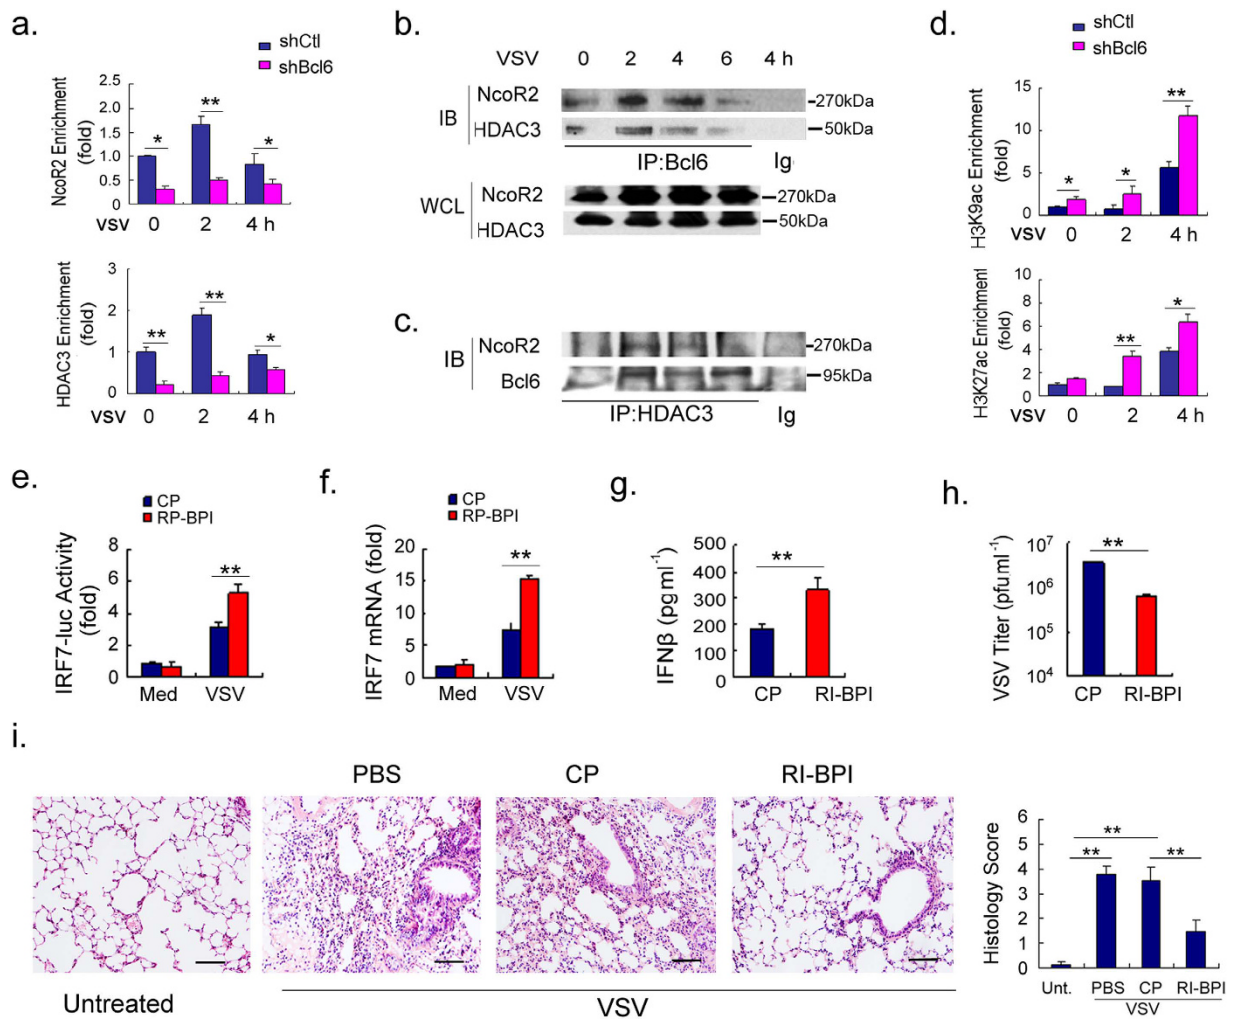 a.
shCtl
shBcl6
NcoR2 Enrichment
(fold)
2.5
2.0
1.5
1.0
0.5
0
* ** *
VSV 0 2 4 h
HDAC3 Enrichment
(fold)
3
2
1
0
** ** *
VSV 0 2 4 h
b.
VSV 0 2 4 6 4 h
IB
NcoR2 –270kDa
HDAC3 –50kDa
IP:Bcl6 Ig
WCL
NcoR2 –270kDa
HDAC3 –50kDa
c.
IB
NcoR2 –270kDa
Bcl6 –95kDa
IP:HDAC3 Ig
d.
shCtl
shBcl6
H3K9ac Enrichment
(fold)
15
10
5
0
* * **
VSV 0 2 4 h
H3K27ac Enrichment
(fold)
10
8
6
4
2
0
** *
VSV 0 2 4 h
e.
CP
RP-BPI
IRF7-luc Activity
(fold)
8
6
4
2
0
**
Med VSV
f.
CP
RP-BPI
IRF7 mRNA (fold)
20
15
10
5
0
**
Med VSV
g.
IFNβ (pgml⁻¹)
500
400
300
200
100
0
**
CP RI-BPI
h.
VSV Titer (pfuml⁻¹)
10⁷
10⁶
10⁵
10⁴
**
CP RI-BPI
i.
PBS CP RI-BPI
Untreated
VSV
Histology Score
6
5
4
3
2
1
0
**
** **
Unt. PBS CP RI-BPI
VSV